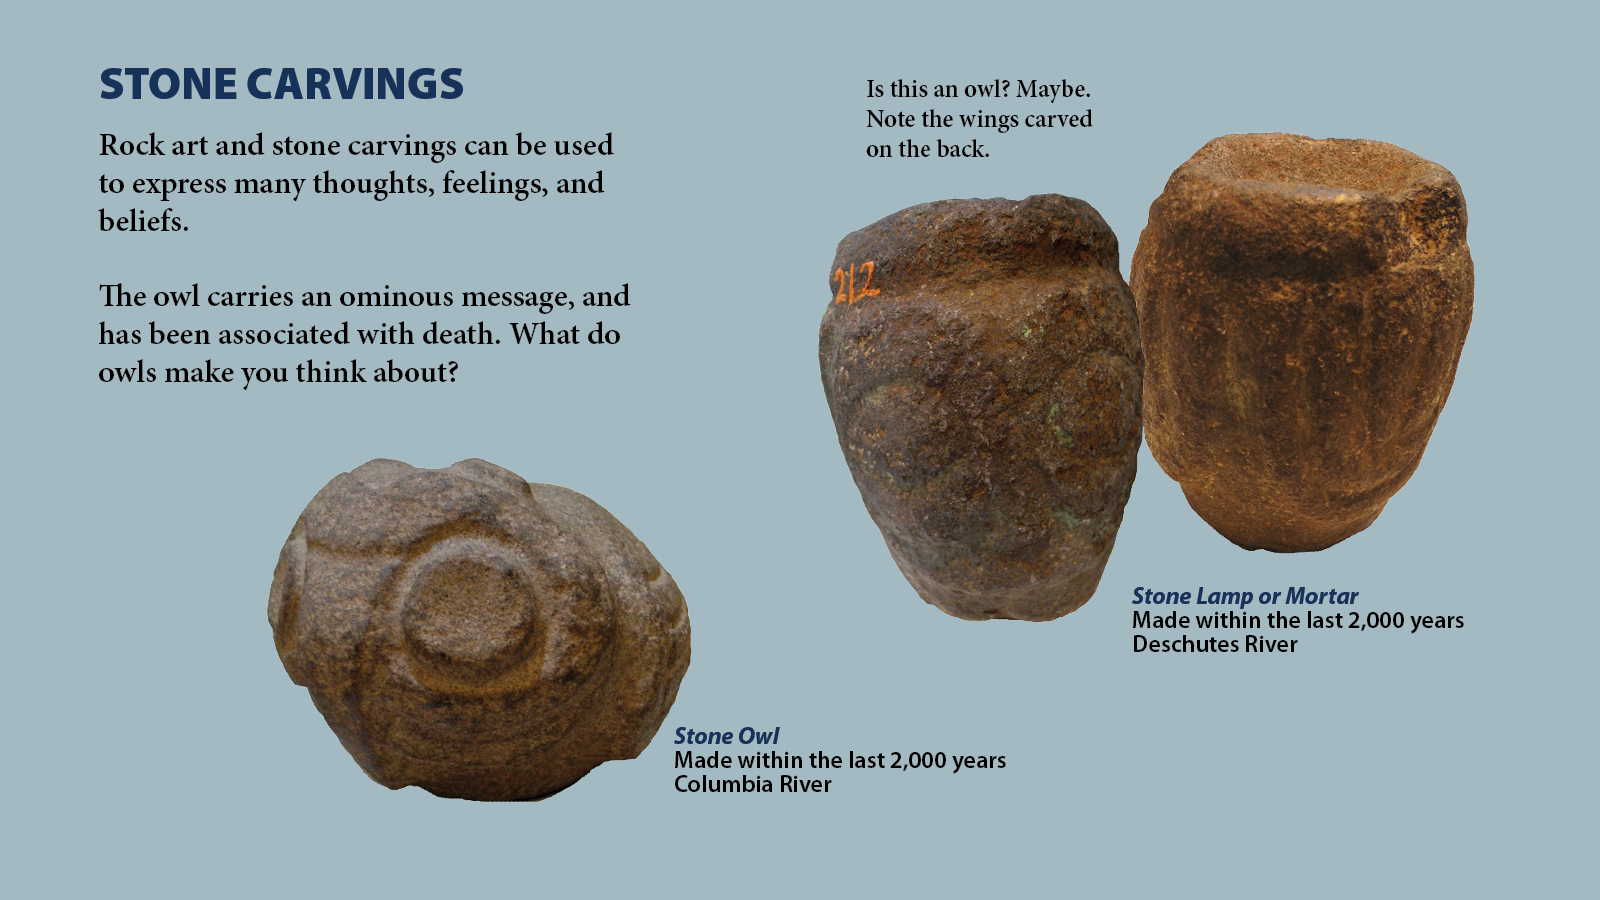 STONE CARVINGS
Rock art and stone carvings can be used
to express many thoughts, feelings, and
beliefs.
The owl carries an ominous message, and
has been associated with death. What do
owls make you think about?
Is this an owl? Maybe.
Note the wings carved
on the back.
212
Stone Lamp or Mortar
Made within the last 2,000 years
Deschutes River
Stone Owl
Made within the last 2,000 years
Columbia River